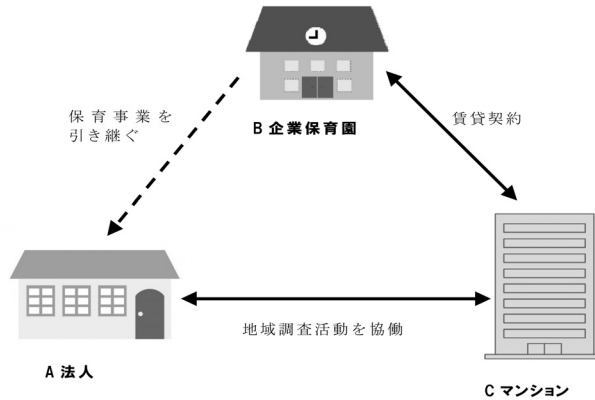 保育事業を
引き継ぐ
B 企業保育園
賃貸契約
地域調査活動を協働
A 法人
C マンション